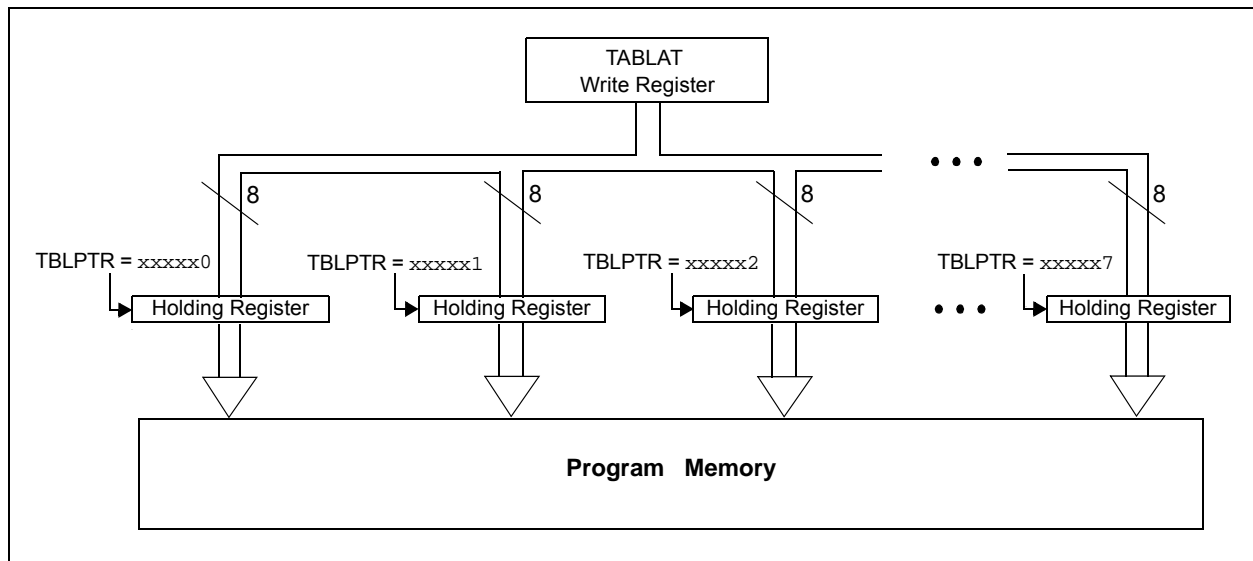 TABLAT
Write Register
• • •
8
8
8
8
TBLPTR = xxxxx0
TBLPTR = xxxxx1
TBLPTR = xxxxx2
TBLPTR = xxxxx7
Holding Register
Holding Register
Holding Register
• • •
Holding Register
Program Memory